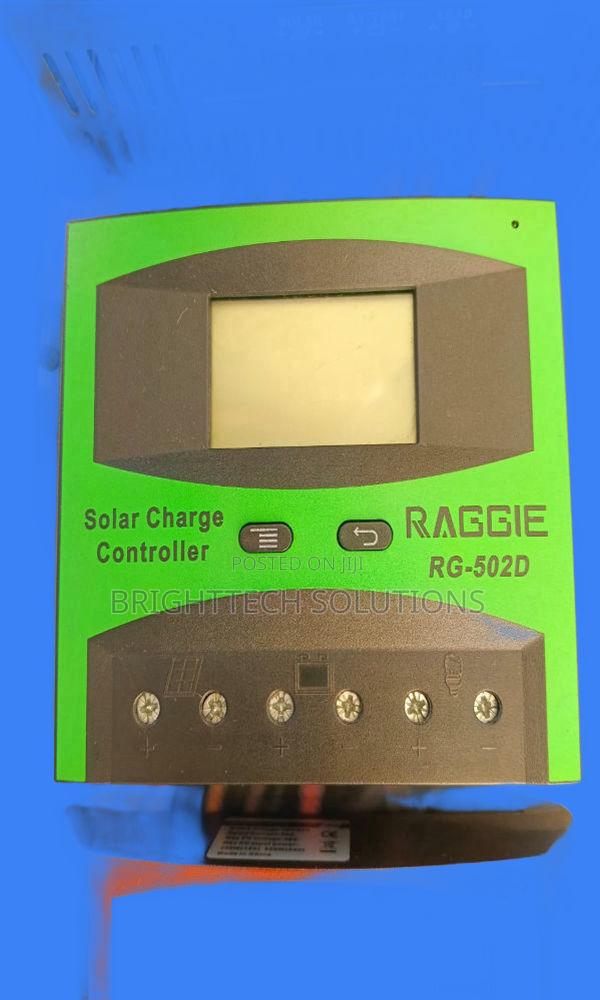 Solar Charge
Controller
RAGGIE
RG-502D
POSTED ON JIJI
BRIGHTTECH SOLUTIONS
+ - + - + -